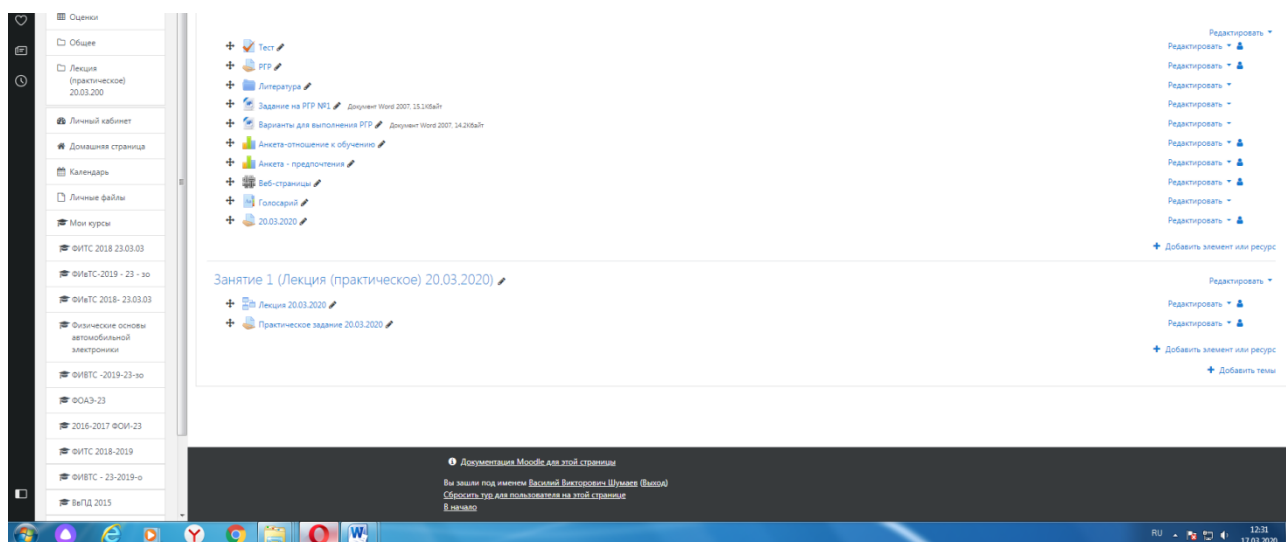 Оценки
Общее
Лекция
(практическое)
20.03.200
Личный кабинет
Домашняя страница
Календарь
Личные файлы
Мои курсы
ФИТС 2018 23.03.03
ФИвТС-2019 - 23 - зо
ФИвТС 2018- 23.03.03
Физические основы
автомобильной
электроники
ФИВТС -2019-23-зо
ФОАЭ-23
2016-2017 ФОИ-23
ФИТС 2018-2019
ФИВТС - 23-2019-о
ВвПД 2015
Редактировать
Тест Редактировать
РГР Редактировать
Литература Редактировать
Задание на РГР №1 Документ Word 2007, 15.1Кбайт Редактировать
Варианты для выполнения РГР Документ Word 2007, 14.2Кбайт Редактировать
Анкета-отношение к обучению Редактировать
Анкета - предпочтения Редактировать
Веб-страницы Редактировать
Голосарий Редактировать
20.03.2020 Редактировать
Добавить элемент или ресурс
Занятие 1 (Лекция (практическое) 20.03.2020) Редактировать
Лекция 20.03.2020 Редактировать
Практическое задание 20.03.2020 Редактировать
Добавить элемент или ресурс
Добавить темы
Документация Moodle для этой страницы
Вы зашли под именем Василий Викторович Шумаев (Выход)
Сбросить тур для пользователя на этой странице
В начало
RU 12:31
17.03.2020